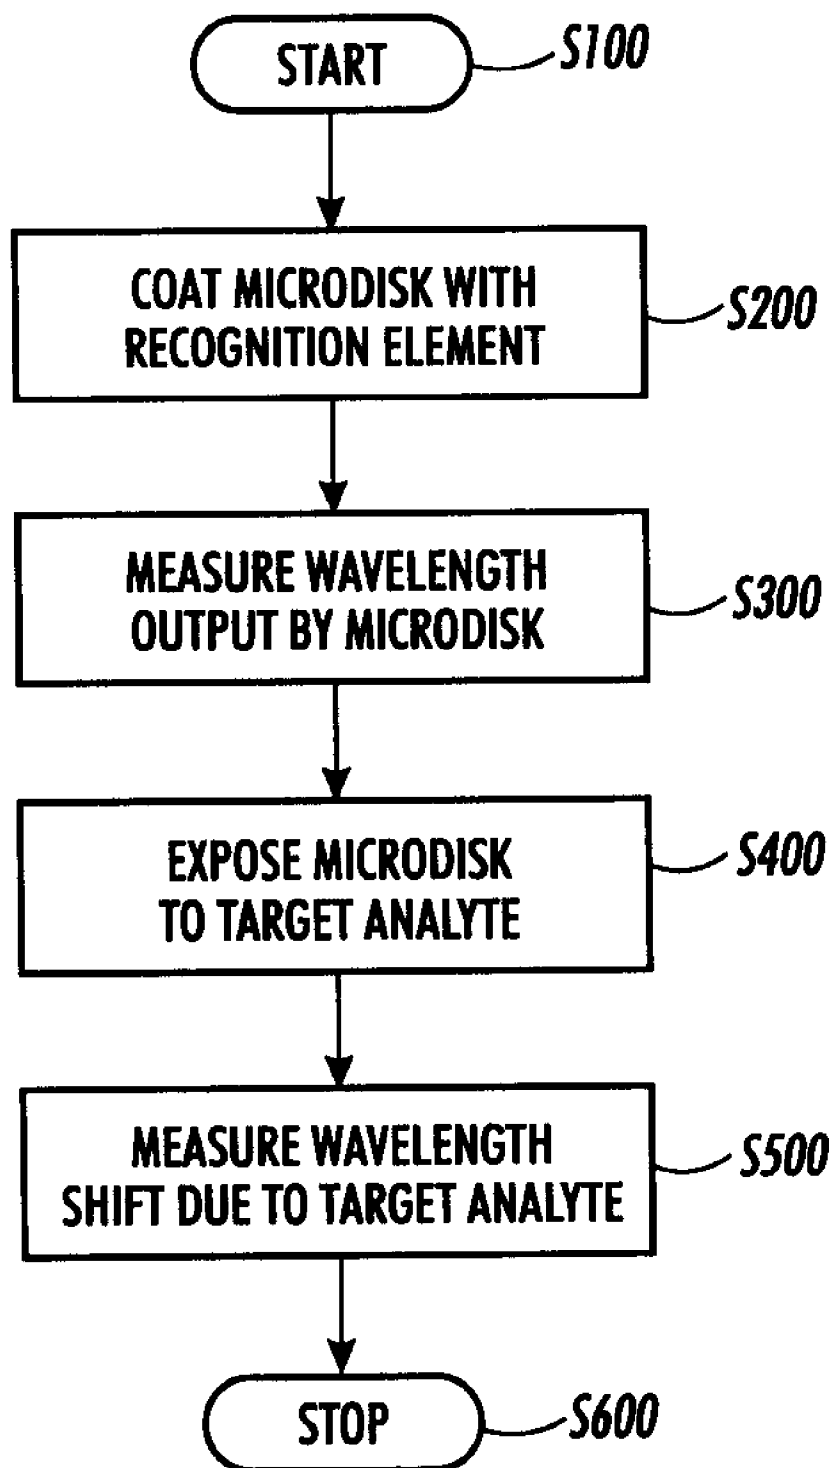 START
S100
COAT MICRODISK WITH
RECOGNITION ELEMENT
S200
MEASURE WAVELENGTH
OUTPUT BY MICRODISK
S300
EXPOSE MICRODISK
TO TARGET ANALYTE
S400
MEASURE WAVELENGTH
SHIFT DUE TO TARGET ANALYTE
S500
STOP
S600